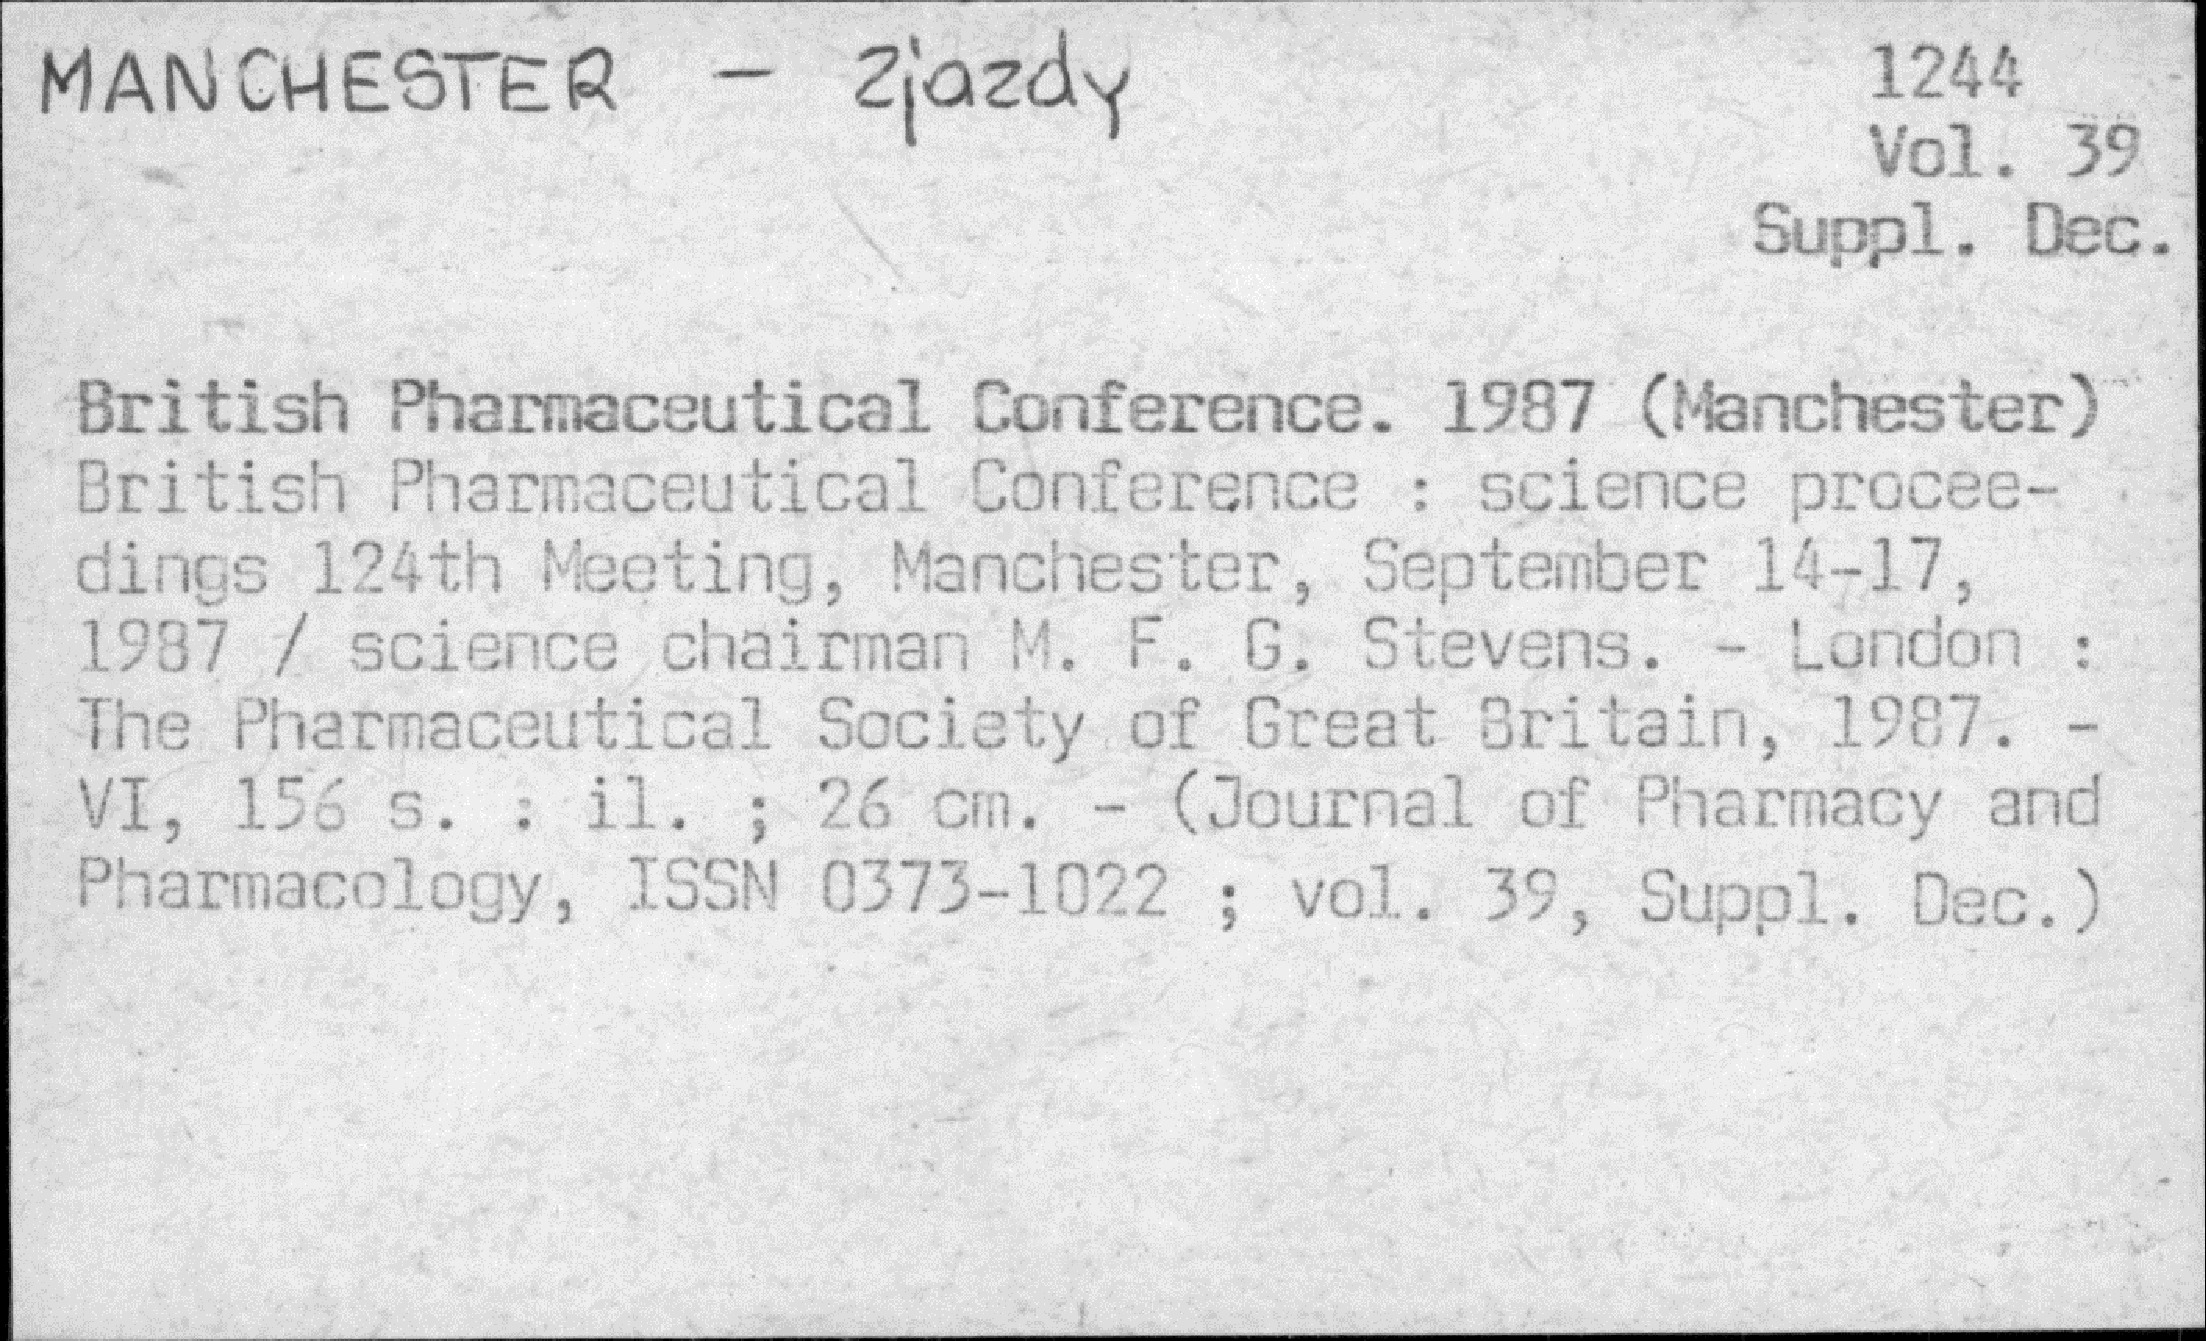 MANCHESTER - zjazdy
1244
Vol. 39
Suppl. Dec.
British Pharmaceutical Conference. 1987 (Manchester)
British Pharmaceutical Conference : science procee-
dings 124th Meeting, Manchester, September 14-17,
1987 / science chairman M. F. G. Stevens. - London :
The Pharmaceutical Society of Great Britain, 1987. -
VI, 156 s. : il. ; 26 cm. - (Journal of Pharmacy and
Pharmacology, ISSN 0373-1022 ; vol. 39, Suppl. Dec.)